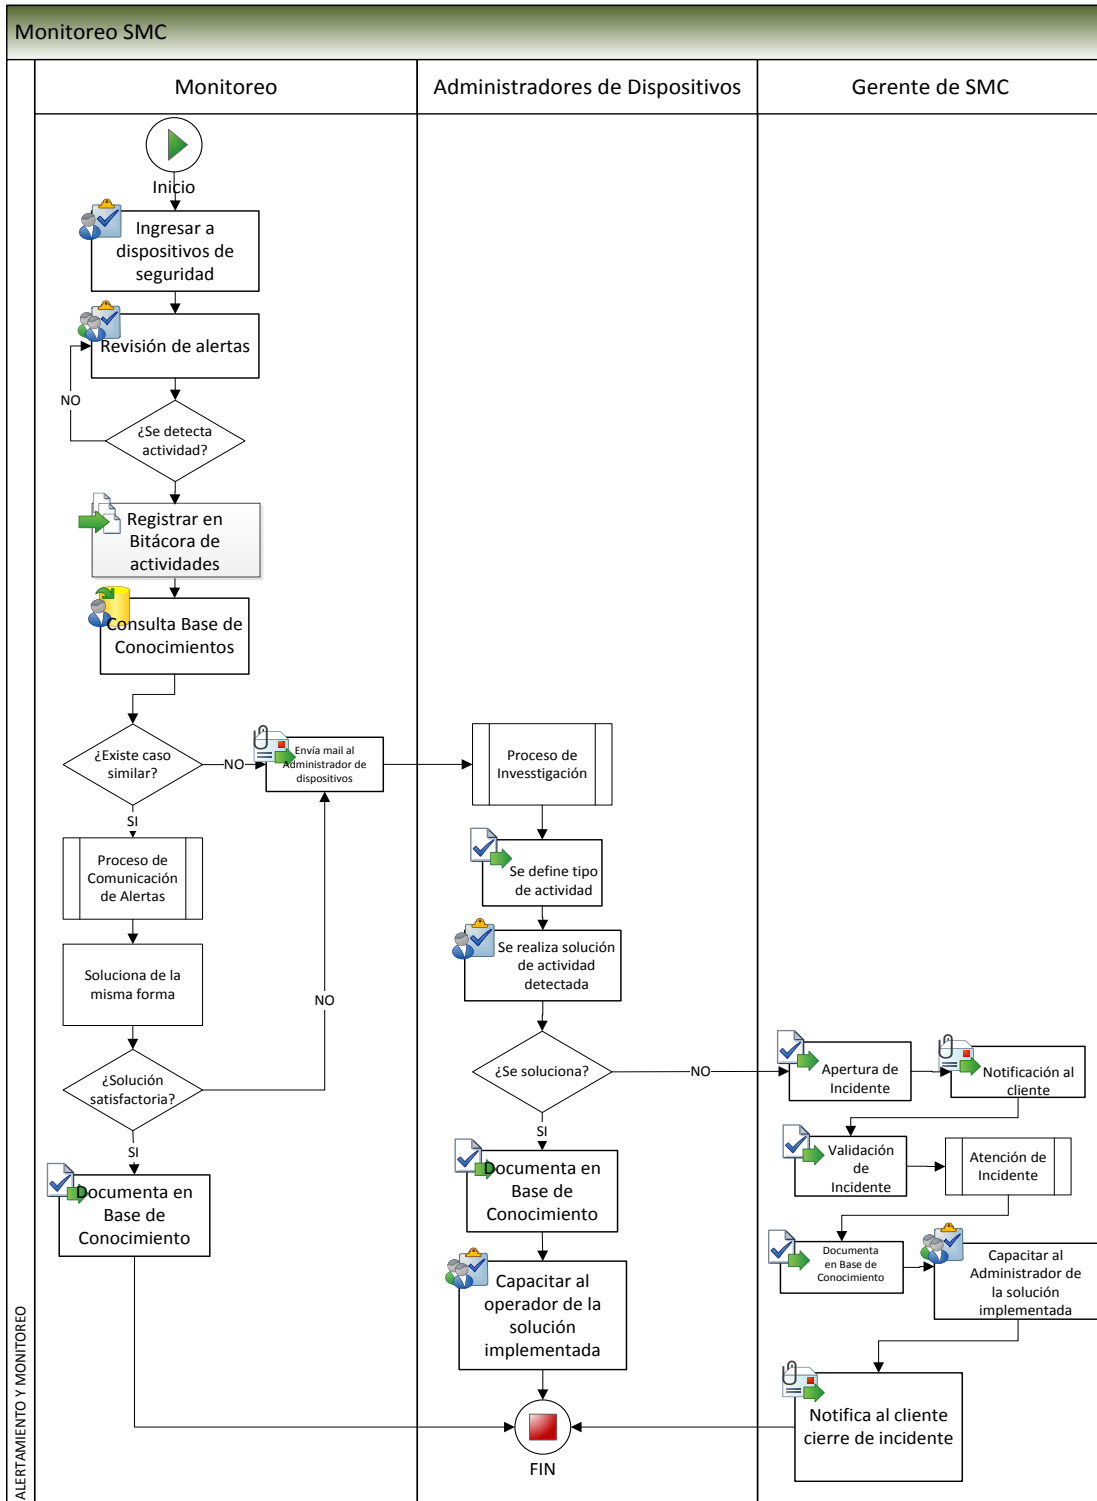 Monitoreo SMC
Monitoreo
Administradores de Dispositivos
Gerente de SMC
Inicio
Ingresar a
dispositivos de
seguridad
Revisión de alertas
NO
¿Se detecta
actividad?
Registrar en
Bitácora de
actividades
Consulta Base de
Conocimientos
¿Existe caso
similar?
NO
Envía mail al
Administrador de
dispositivos
Proceso de
Invesstigación
SI
Proceso de
Comunicación
de Alertas
Se define tipo
de actividad
Soluciona de la
misma forma
NO
Se realiza solución
de actividad
detectada
¿Solución
satisfactoria?
¿Se soluciona?
NO
Apertura de
Incidente
Notificación al
cliente
SI
SI
Validación
de
Incidente
Atención de
Incidente
Documenta en
Base de
Conocimiento
Documenta en
Base de
Conocimiento
Documenta
en Base de
Conocimiento
Capacitar al
Administrador de
la solución
implementada
Capacitar al
operador de la
solución
implementada
Notifica al cliente
cierre de incidente
FIN
ALERTAMIENTO Y MONITOREO